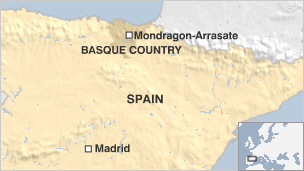 Mondragon-Arrasate
BASQUE COUNTRY
SPAIN
Madrid